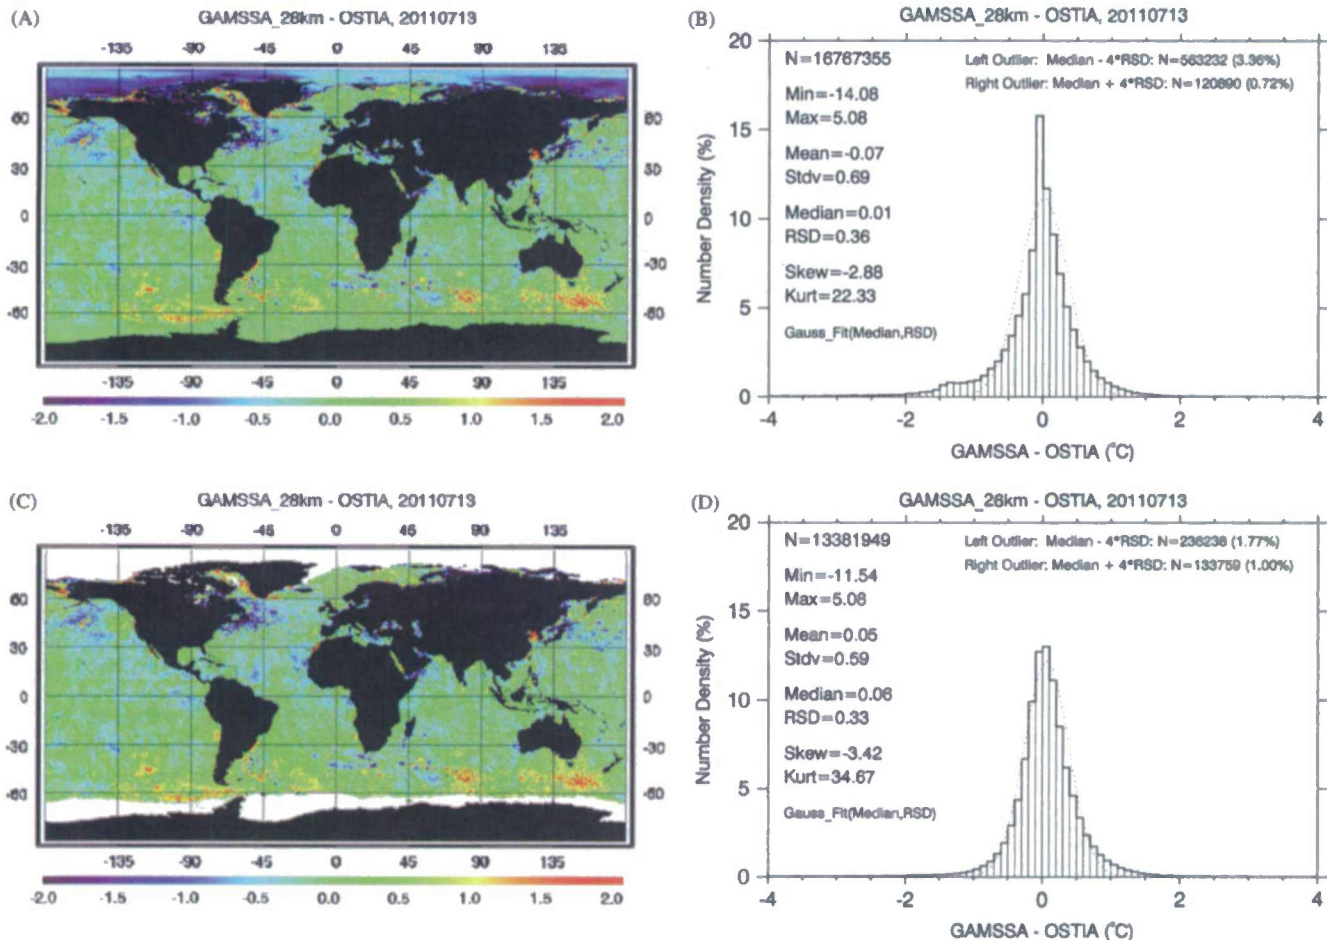 (A)
GAMSSA_28km - OSTIA, 20110713
-135 -90 -45 0 45 90 135
60 60
30 30
0 0
-30 -30
-60 -60
-135 -90 -45 0 45 90 135
-2.0 -1.5 -1.0 -0.5 0.0 0.5 1.0 1.5 2.0
(B)
GAMSSA_28km - OSTIA, 20110713
20
15
10
5
0
Number Density (%)
N=16767355
Min=-14.08
Max=5.08
Mean=-0.07
Stdv=0.69
Median=0.01
RSD=0.36
Skew=-2.88
Kurt=22.33
Gauss_Fit(Median,RSD)
Left Outlier: Median - 4*RSD: N=563232 (3.36%)
Right Outlier: Median + 4*RSD: N=120890 (0.72%)
-4 -2 0 2 4
GAMSSA - OSTIA (°C)
(C)
GAMSSA_28km - OSTIA, 20110713
-135 -90 -45 0 45 90 135
60 60
30 30
0 0
-30 -30
-60 -60
-135 -90 -45 0 45 90 135
-2.0 -1.5 -1.0 -0.5 0.0 0.5 1.0 1.5 2.0
(D)
GAMSSA_28km - OSTIA, 20110713
20
15
10
5
0
Number Density (%)
N=13381949
Min=-11.54
Max=5.08
Mean=0.05
Stdv=0.59
Median=0.06
RSD=0.33
Skew=-3.42
Kurt=34.67
Gauss_Fit(Median,RSD)
Left Outlier: Median - 4*RSD: N=236238 (1.77%)
Right Outlier: Median + 4*RSD: N=133759 (1.00%)
-4 -2 0 2 4
GAMSSA - OSTIA (°C)